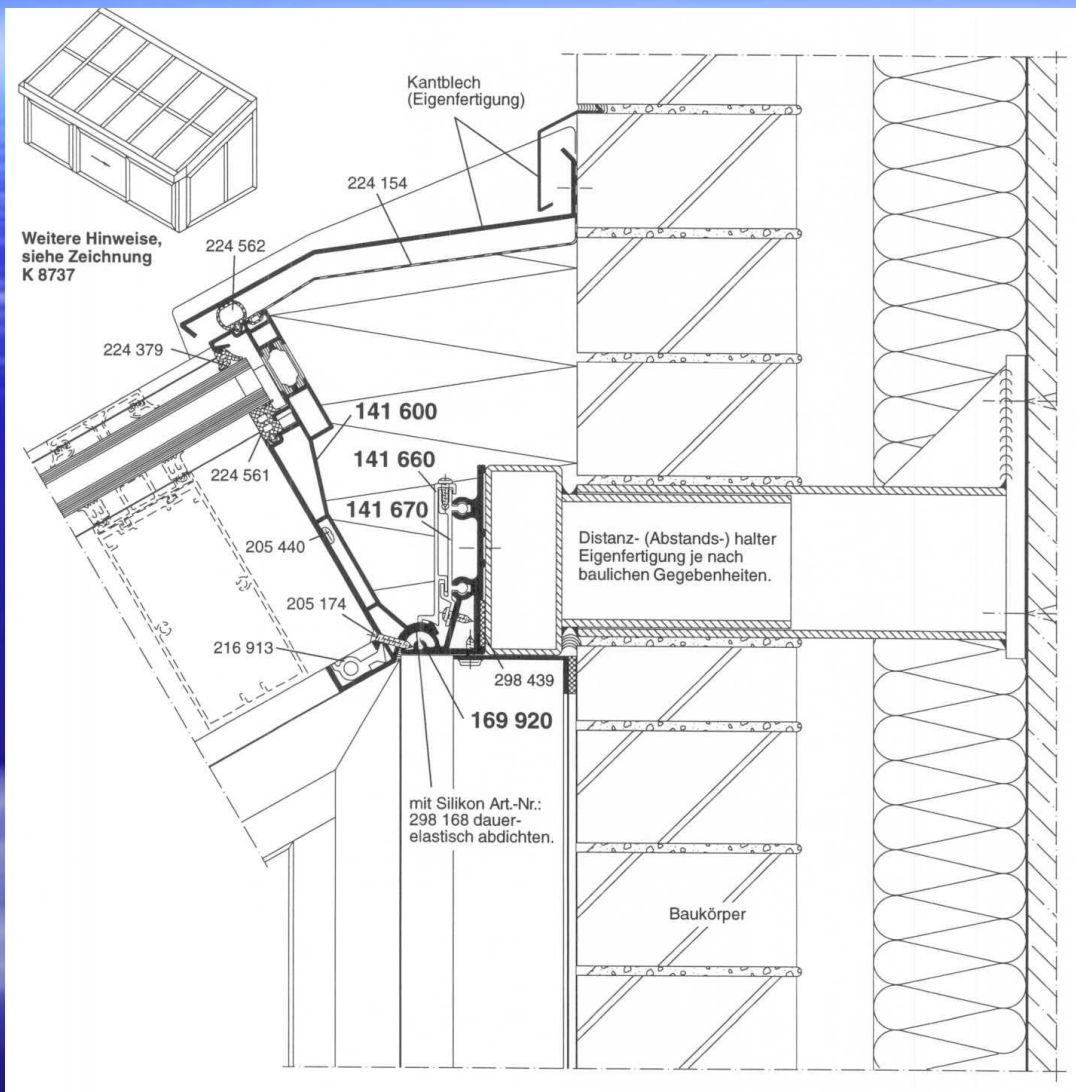 Kantblech
(Eigenfertigung)
224 154
Weitere Hinweise,
siehe Zeichnung
K 8737
224 562
224 379
141 600
141 660
224 561
141 670
205 440
Distanz- (Abstands-) halter
Eigenfertigung je nach
baulichen Gegebenheiten.
205 174
216 913
298 439
169 920
mit Silikon Art.-Nr.:
298 168 dauer-
elastisch abdichten.
Baukörper